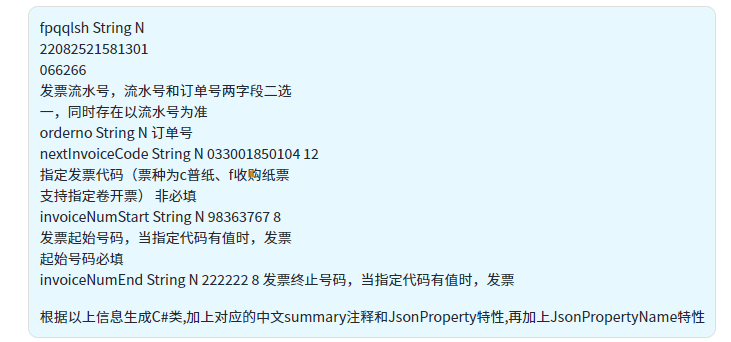 fpqqlsh String N
22082521581301
066266
发票流水号，流水号和订单号两字段二选
一，同时存在以流水号为准
orderno String N 订单号
nextInvoiceCode String N 033001850104 12
指定发票代码（票种为c普纸、f收购纸票
支持指定卷开票） 非必填
invoiceNumStart String N 98363767 8
发票起始号码，当指定代码有值时，发票
起始号码必填
invoiceNumEnd String N 222222 8 发票终止号码，当指定代码有值时，发票
根据以上信息生成C#类,加上对应的中文summary注释和JsonProperty特性,再加上JsonPropertyName特性